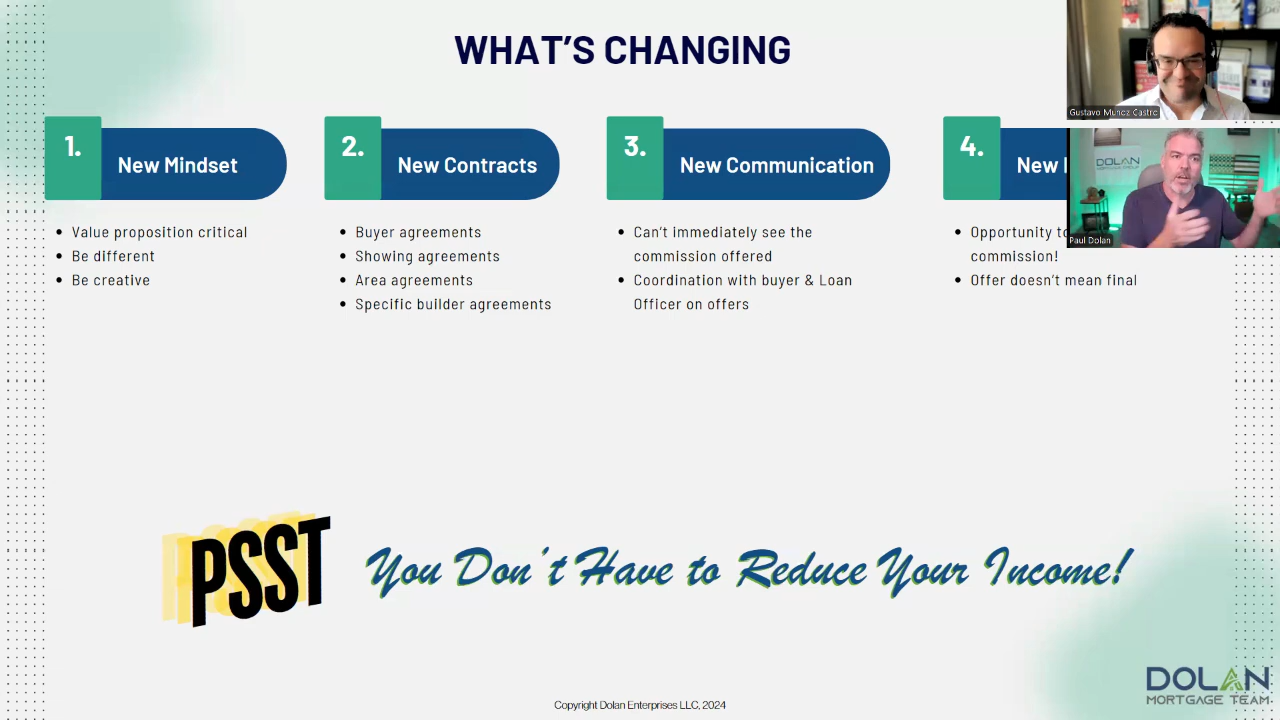 WHAT'S CHANGING
1.
New Mindset
• Value proposition critical
• Be different
• Be creative
2.
New Contracts
• Buyer agreements
• Showing agreements
• Area agreements
• Specific builder agreements
3.
New Communication
• Can't immediately see the
commission offered
• Coordination with buyer & Loan
Officer on offers
4.
New
• Opportunity
commission!
• Offer doesn't mean final
Gustavo Muñoz Castro
DOLAN
Paul Dolan
PSST
You Don't Have to Reduce Your Income!
DOLAN
MORTGAGE TEAM
Copyright Dolan Enterprises LLC, 2024